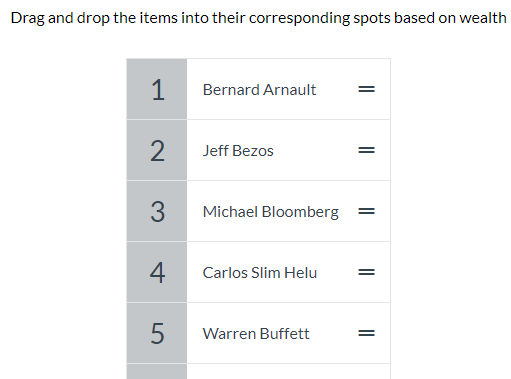 Drag and drop the items into their corresponding spots based on wealth
1 Bernard Arnault
2 Jeff Bezos
3 Michael Bloomberg
4 Carlos Slim Helu
5 Warren Buffett